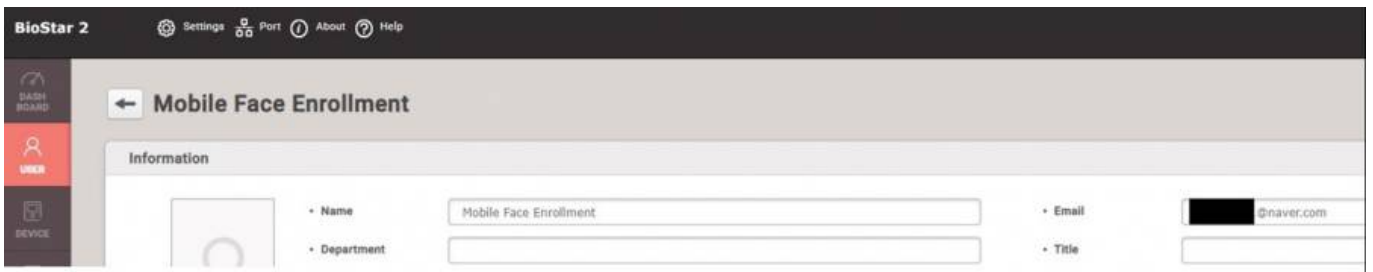 BioStar 2 Settings Port About Help
DASH
BOARD
Mobile Face Enrollment
USER
Information
Name Mobile Face Enrollment Email @naver.com
DEVICE
Department Title